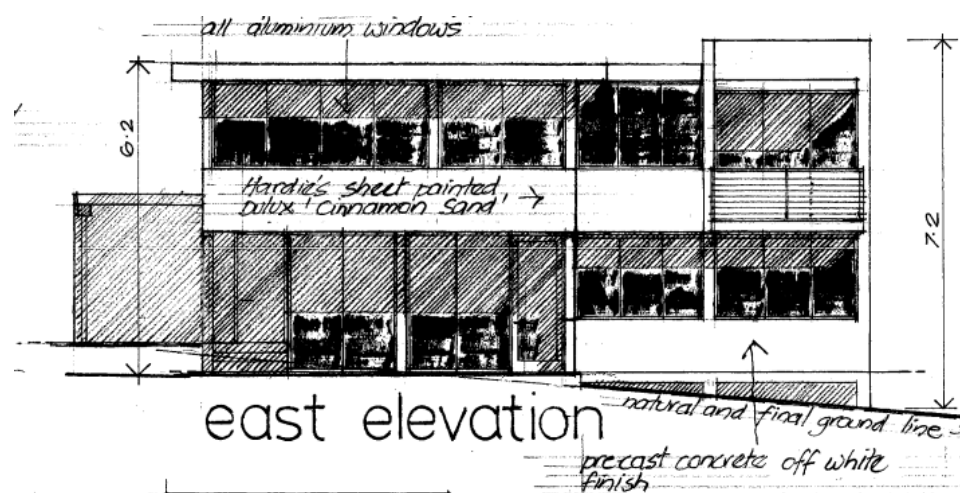 all aluminium windows
6.2
Hardie's sheet painted
Dulux 'Cinnamon Sand'
7.2
east elevation
natural and final ground line
precast concrete off white
finish